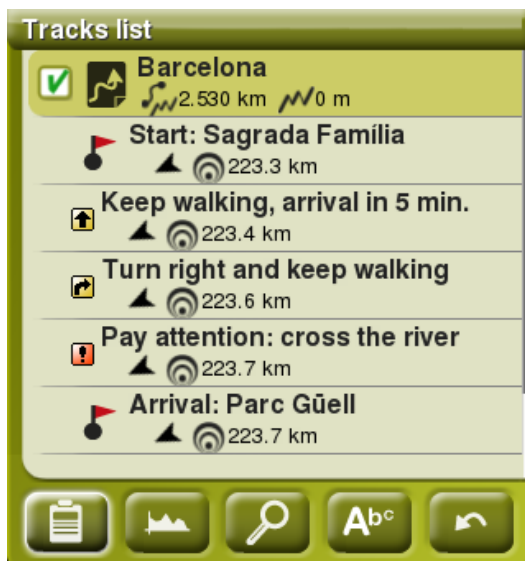 Tracks list
Barcelona
2.530 km 0 m
Start: Sagrada Família
223.3 km
Keep walking, arrival in 5 min.
223.4 km
Turn right and keep walking
223.6 km
Pay attention: cross the river
223.7 km
Arrival: Parc Güell
223.7 km
Abc